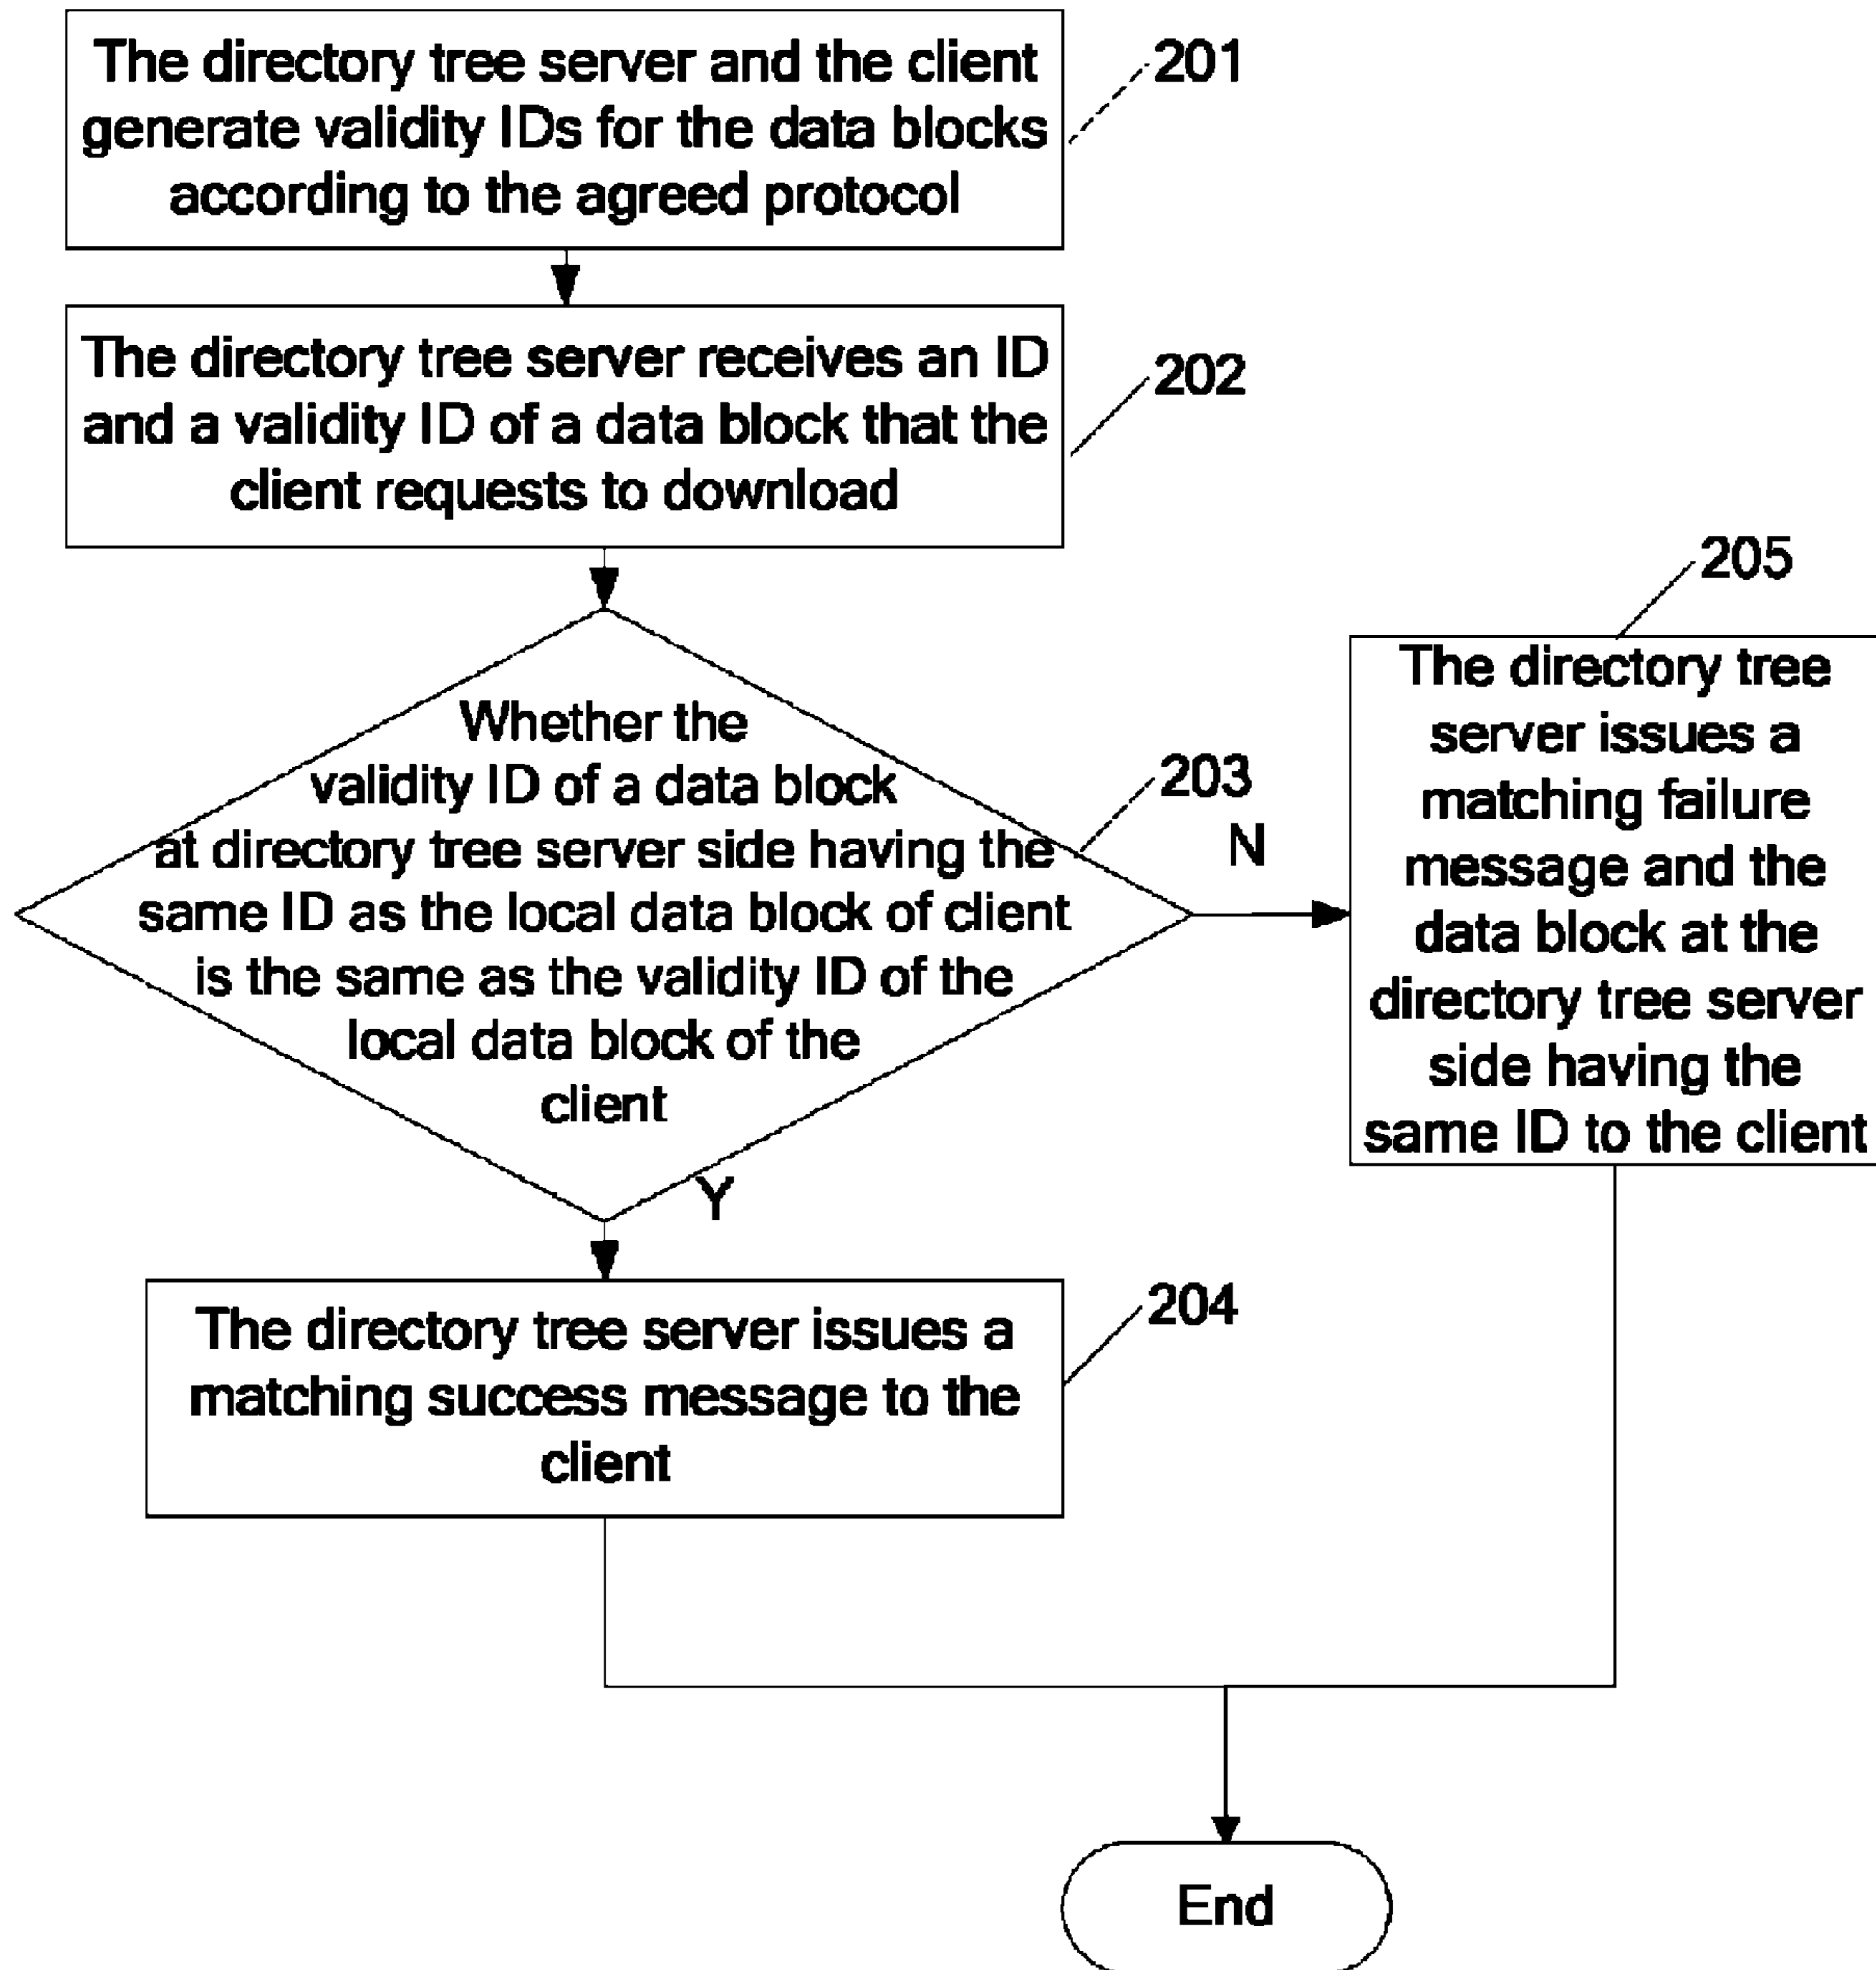 The directory tree server and the client
generate validity IDs for the data blocks
according to the agreed protocol
201
The directory tree server receives an ID
and a validity ID of a data block that the
client requests to download
202
Whether the
validity ID of a data block
at directory tree server side having the
same ID as the local data block of client
is the same as the validity ID of the
local data block of the
client
203
N
Y
205
The directory tree
server issues a
matching failure
message and the
data block at the
directory tree server
side having the
same ID to the client
The directory tree server issues a
matching success message to the
client
204
End